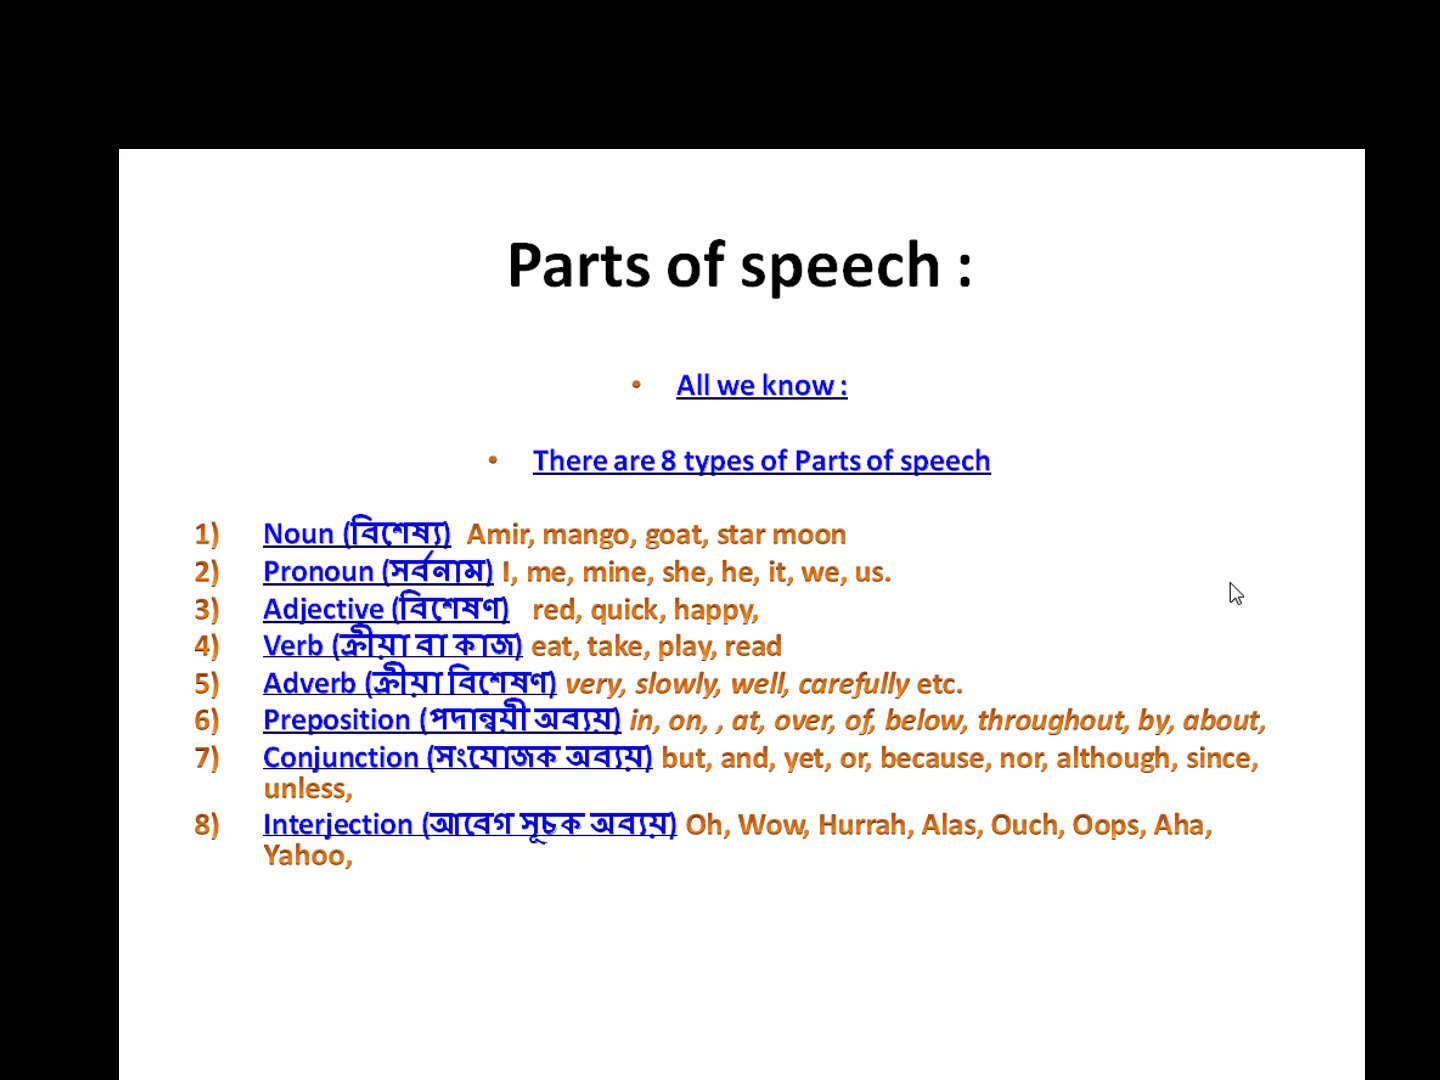 Parts of speech :
• All we know :
• There are 8 types of Parts of speech
1) Noun (বিশেষ্য) Amir, mango, goat, star moon
2) Pronoun (সর্বনাম) I, me, mine, she, he, it, we, us.
3) Adjective (বিশেষণ) red, quick, happy,
4) Verb (ক্রীয়া বা কাজ) eat, take, play, read
5) Adverb (ক্রীয়া বিশেষণ) very, slowly, well, carefully etc.
6) Preposition (পদান্বয়ী অব্যয়) in, on, , at, over, of, below, throughout, by, about,
7) Conjunction (সংযোজক অব্যয়) but, and, yet, or, because, nor, although, since,
unless,
8) Interjection (আবেগ সূচক অব্যয়) Oh, Wow, Hurrah, Alas, Ouch, Oops, Aha,
Yahoo,